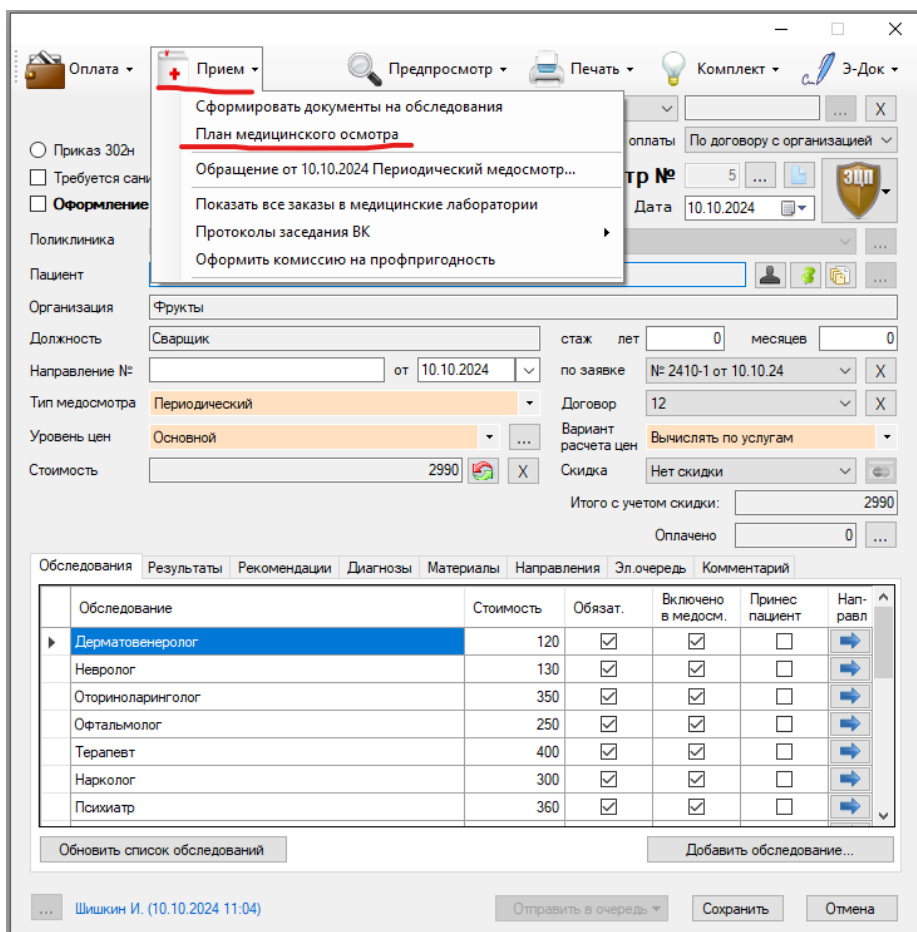 Оплата Прием Предпросмотр Печать Комплект Э-Док
Сформировать документы на обследования
... X
План медицинского осмотра
оплаты По договору с организацией
Приказ 302н
Обращение от 10.10.2024 Периодический медосмотр...
тр № 5 ... ЭЦП
Требуется сани
Оформление
Показать все заказы в медицинские лаборатории
Дата 10.10.2024
Протоколы заседания ВК
Поликлиника ...
Оформить комиссию на профпригодность
Пациент ...
Организация Фрукты
Должность Сварщик стаж лет 0 месяцев 0
Направление № от 10.10.2024 по заявке № 2410-1 от 10.10.24 X
Тип медосмотра Периодический Договор 12 X
Уровень цен Основной ... Вариант расчета цен Вычислять по услугам
Стоимость 2990 X Скидка Нет скидки
Итого с учетом скидки: 2990
Оплачено 0 ...
Обследования Результаты Рекомендации Диагнозы Материалы Направления Эл.очередь Комментарий
Обследование Стоимость Обязат. Включено в медосм. Принес пациент Нап-равл
Дерматовенеролог 120
Невролог 130
Оториноларинголог 350
Офтальмолог 250
Терапевт 400
Нарколог 300
Психиатр 360
Обновить список обследований Добавить обследование...
... Шишкин И. (10.10.2024 11:04) Отправить в очередь Сохранить Отмена